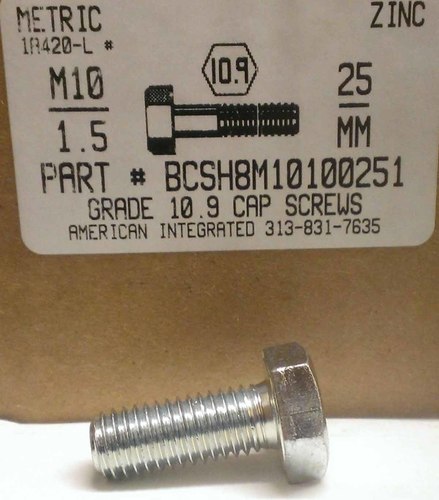 METRIC ZINC
1A420-L #
10.9
M10 25
1.5 MM
PART # BCSH8M10100251
GRADE 10.9 CAP SCREWS
AMERICAN INTEGRATED 313-831-7635